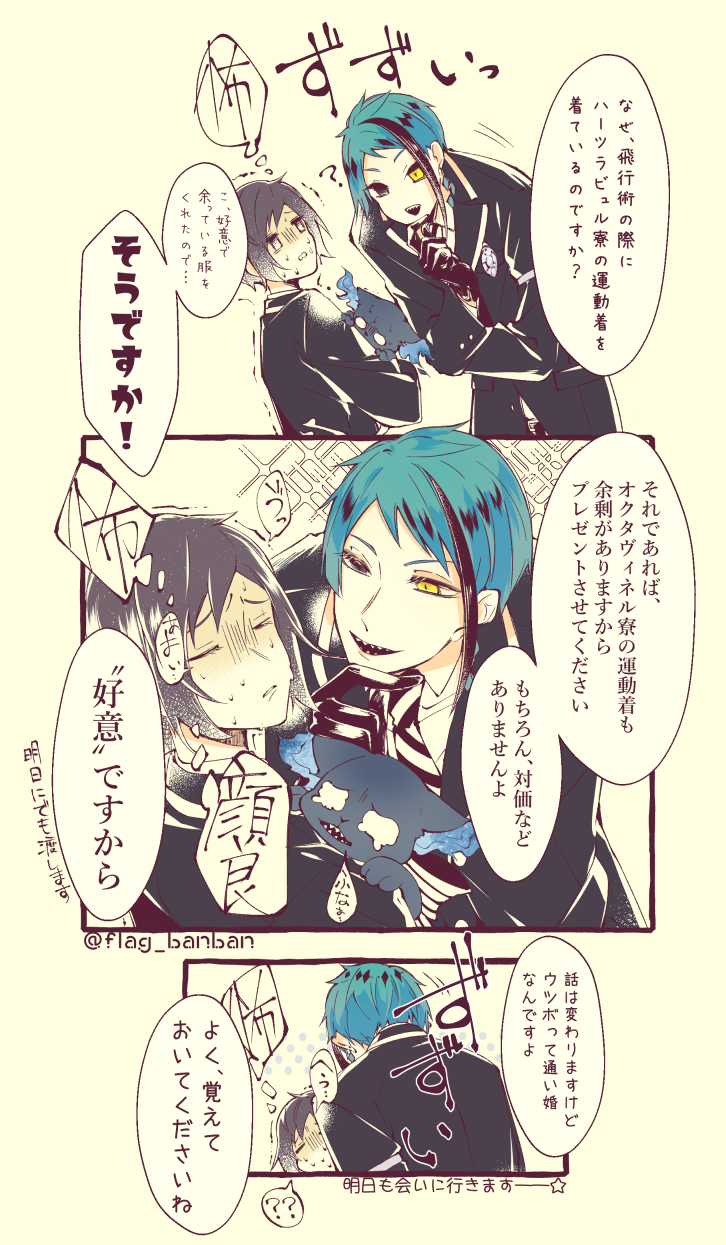 ずずいっ
なぜ、飛行術の際に
ハーツラビュル寮の運動着を
着ているのですか?
怖
?
こ、好意で
余っている服を
くれたので…
そうですか!
それであれば、
オクタヴィネル寮の運動着も
余剰がありますから
プレゼントさせてください
もちろん、対価など
ありませんよ
怖
はまい
顔良
ふなぁ
"好意"ですから
明日にでも渡します
@flag_banban
話は変わりますけど
ウツボって通い婚
なんですよ
ずずい
怖
う…
よく、覚えて
おいてくださいね
??
明日も会いに行きます──☆